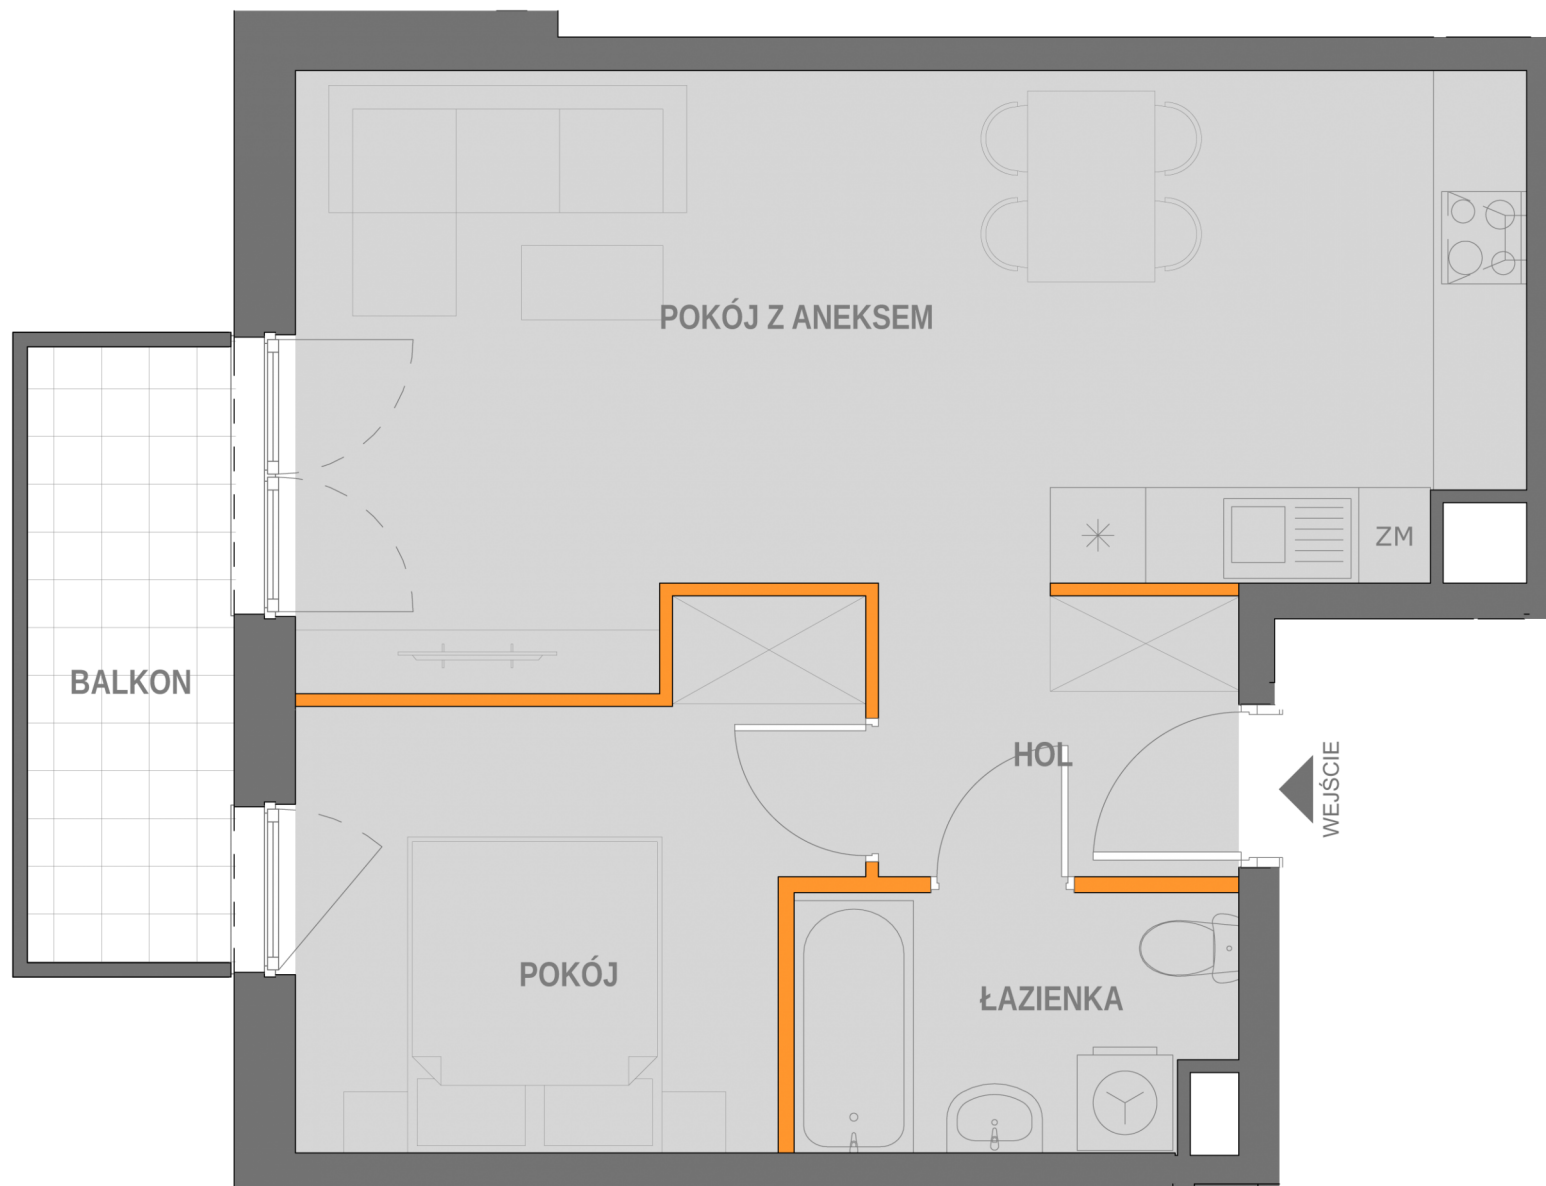 POKÓJ Z ANEKSEM
ZM
BALKON
HOL
WEJŚCIE
POKÓJ
ŁAZIENKA